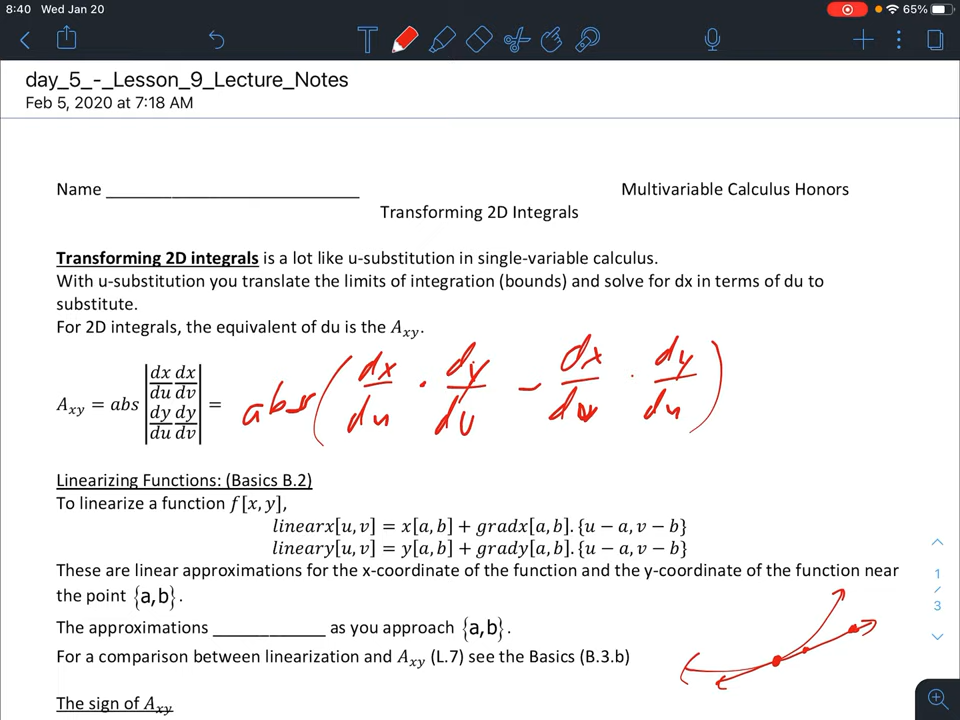 8:40 Wed Jan 20 65%
day_5_-_Lesson_9_Lecture_Notes
Feb 5, 2020 at 7:18 AM
Name ____________________________ Multivariable Calculus Honors
Transforming 2D Integrals
Transforming 2D integrals is a lot like u-substitution in single-variable calculus.
With u-substitution you translate the limits of integration (bounds) and solve for dx in terms of du to
substitute.
For 2D integrals, the equivalent of du is the A_xy.
A_xy = abs |dx/du dx/dv dy/du dy/dv| = abs(dx/du · dy/dv − dx/dv · dy/du)
Linearizing Functions: (Basics B.2)
To linearize a function f[x, y],
linearx[u, v] = x[a, b] + gradx[a, b]. {u − a, v − b}
lineary[u, v] = y[a, b] + grady[a, b]. {u − a, v − b}
These are linear approximations for the x-coordinate of the function and the y-coordinate of the function near
the point {a,b}.
The approximations ____________ as you approach {a,b}.
For a comparison between linearization and A_xy (L.7) see the Basics (B.3.b)
The sign of A_xy
1
/
3